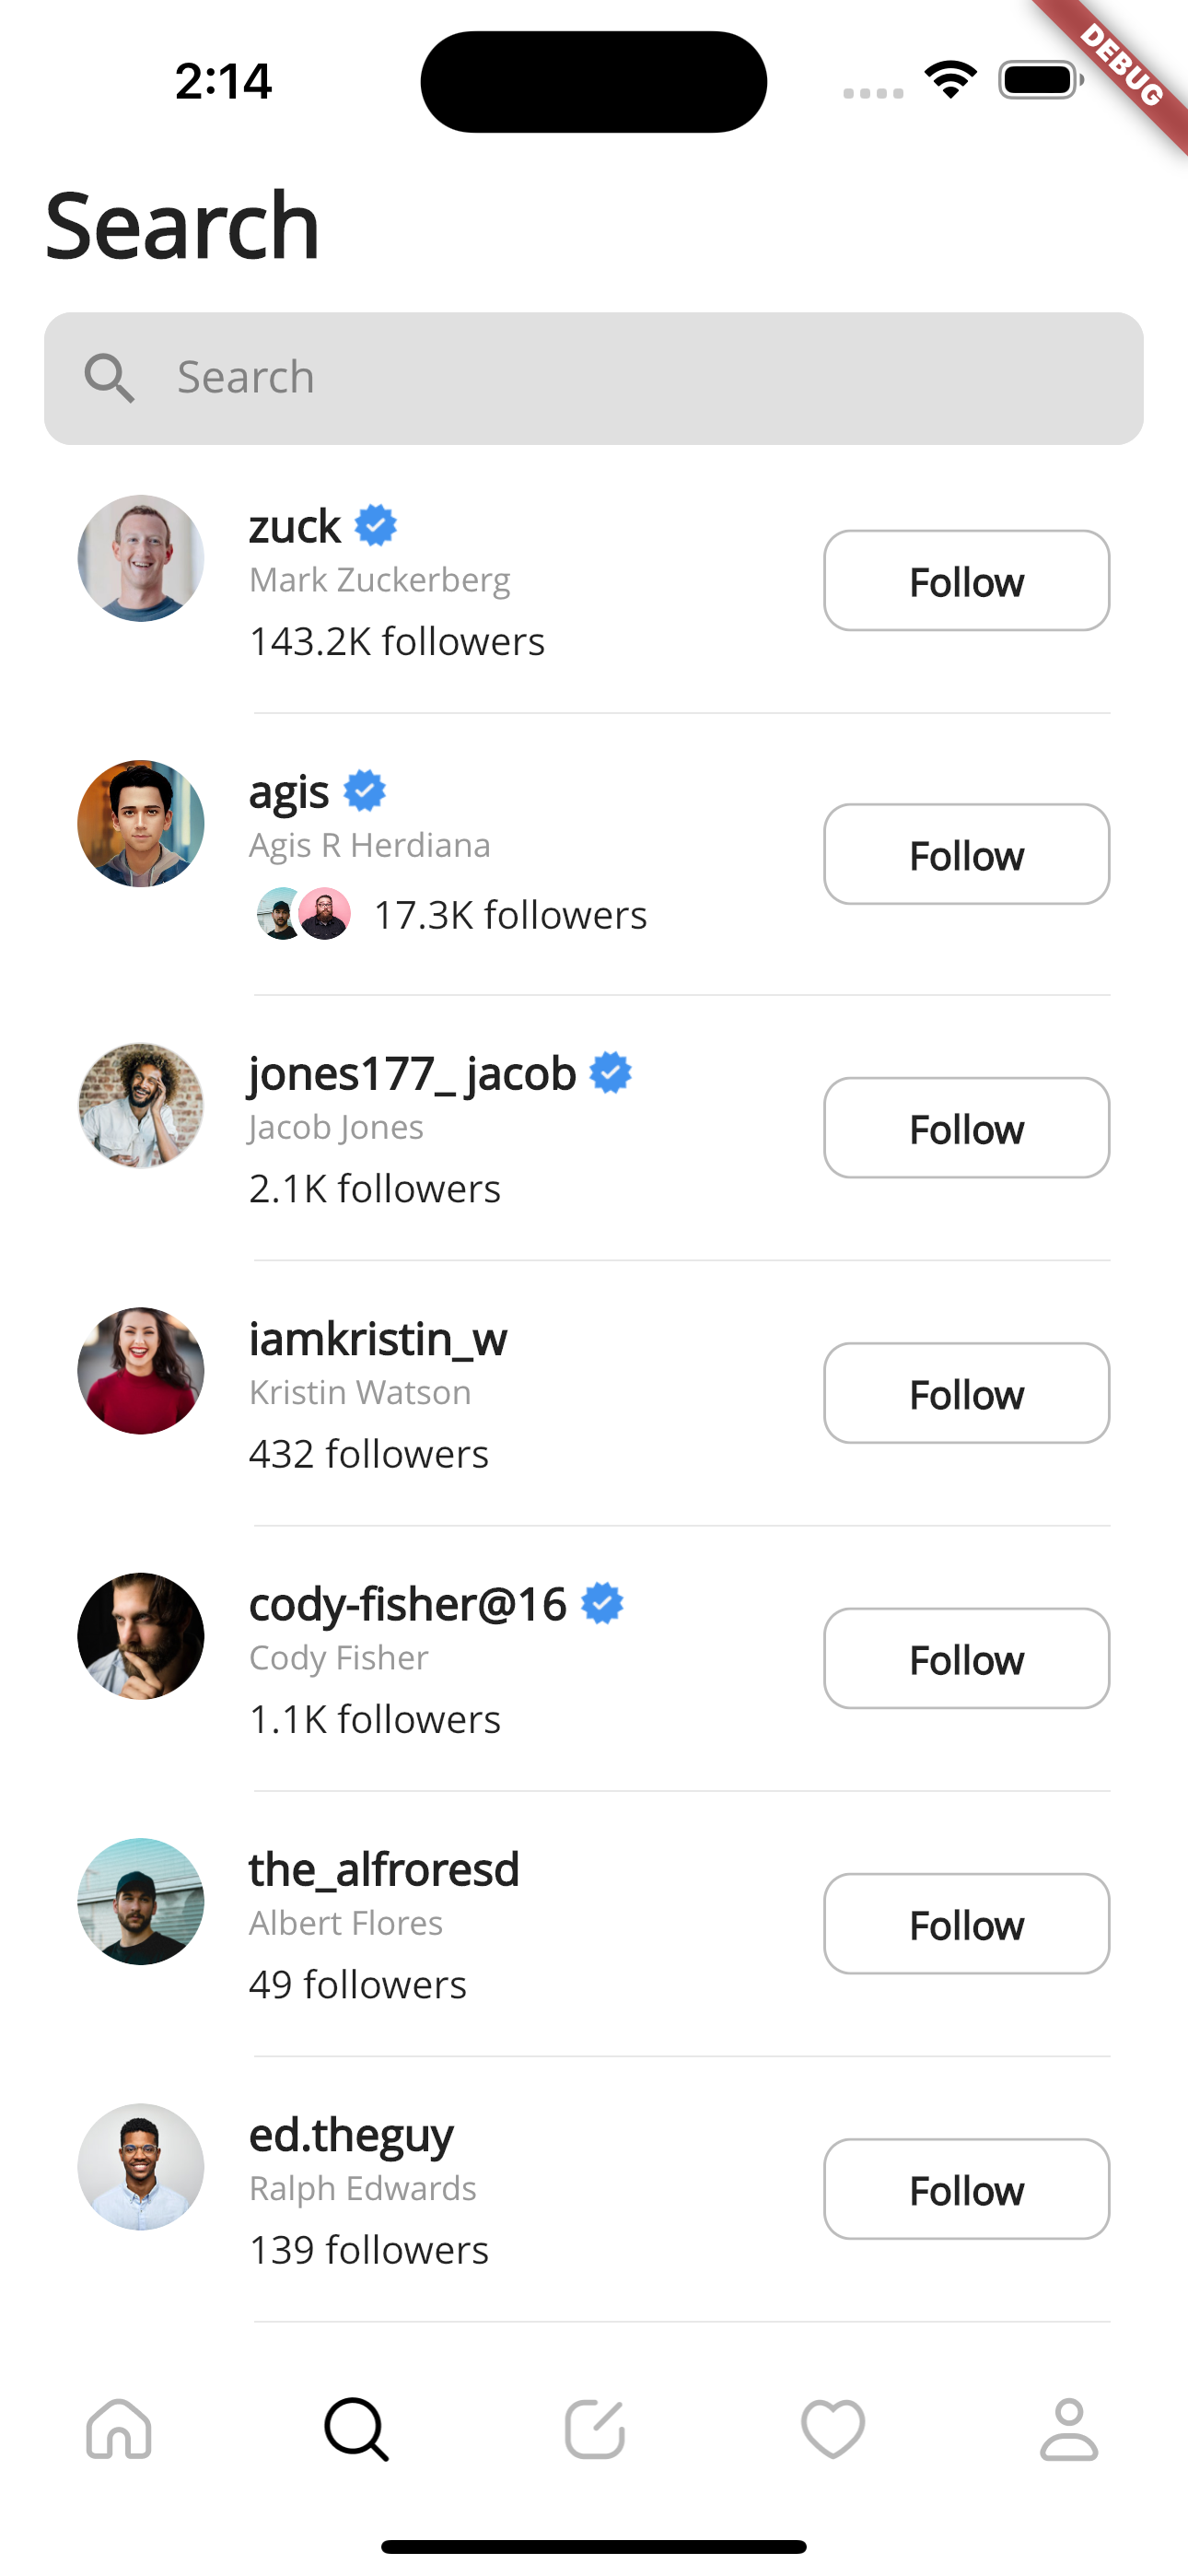 2:14
DEBUG
Search
Search
zuck
Mark Zuckerberg
143.2K followers
Follow
agis
Agis R Herdiana
17.3K followers
Follow
jones177_ jacob
Jacob Jones
2.1K followers
Follow
iamkristin_w
Kristin Watson
432 followers
Follow
cody-fisher@16
Cody Fisher
1.1K followers
Follow
the_alfroresd
Albert Flores
49 followers
Follow
ed.theguy
Ralph Edwards
139 followers
Follow